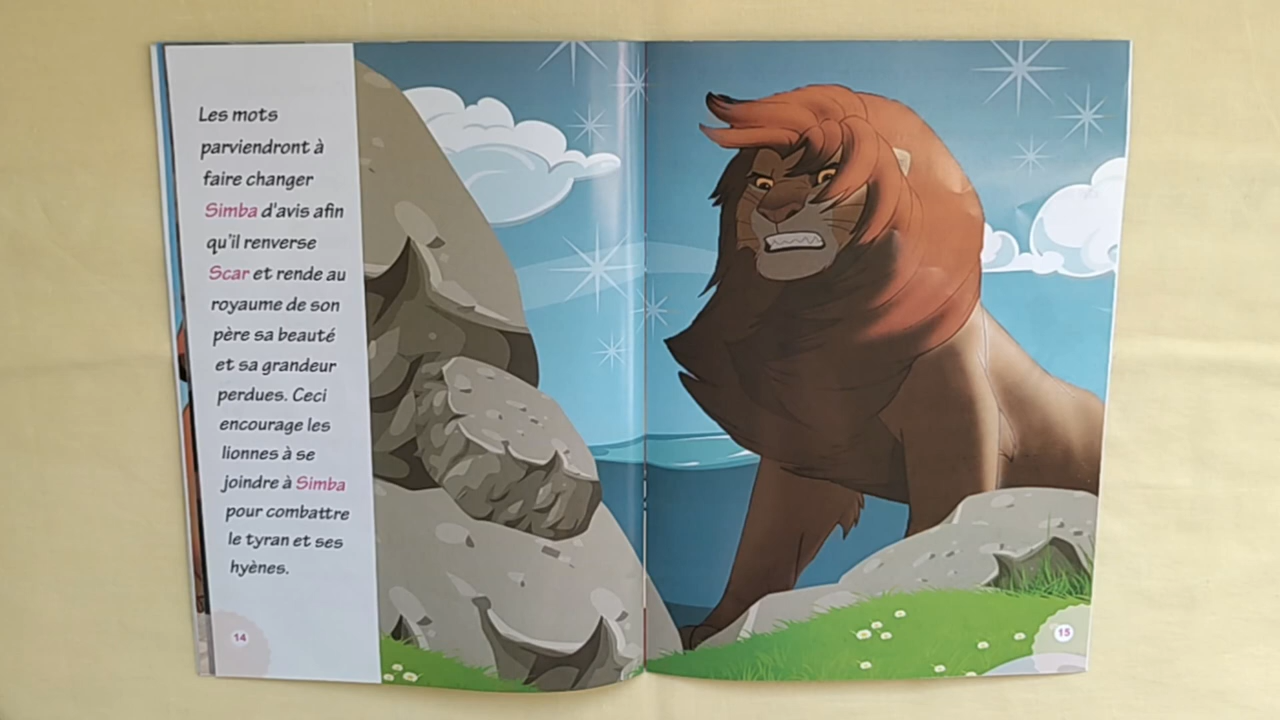 Les mots
parviendront à
faire changer
Simba d'avis afin
qu'il renverse
Scar et rende au
royaume de son
père sa beauté
et sa grandeur
perdues. Ceci
encourage les
lionnes à se
joindre à Simba
pour combattre
le tyran et ses
hyènes.
14
15